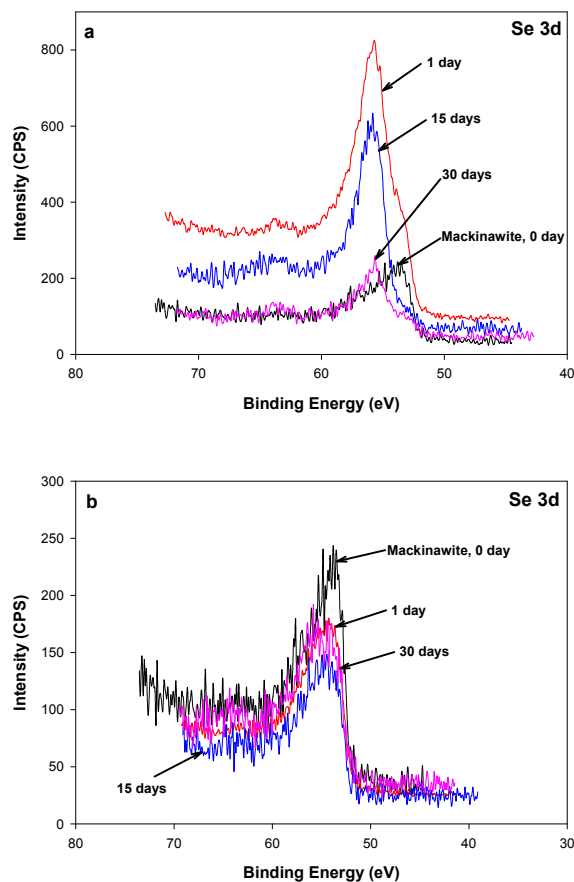 a
Se 3d
800
600
400
200
0
Intensity (CPS)
1 day
15 days
30 days
Mackinawite, 0 day
80
70
60
50
40
Binding Energy (eV)
b
Se 3d
300
250
200
150
100
50
0
Intensity (CPS)
Mackinawite, 0 day
1 day
30 days
15 days
80
70
60
50
40
30
Binding Energy (eV)